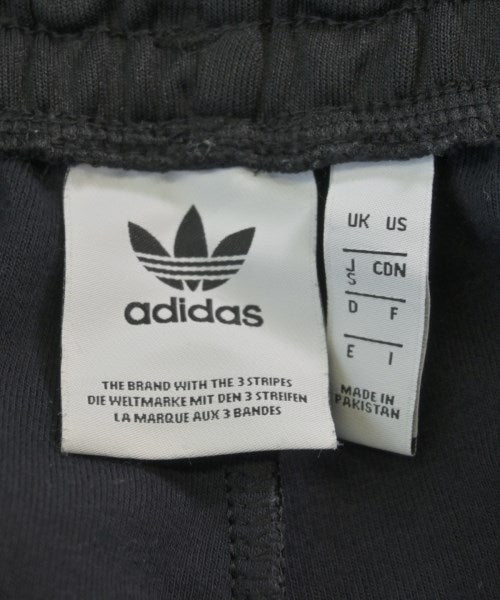 adidas
THE BRAND WITH THE 3 STRIPES
DIE WELTMARKE MIT DEN 3 STREIFEN
LA MARQUE AUX 3 BANDES
UK US
J CDN
S
D F
E I
MADE IN
PAKISTAN